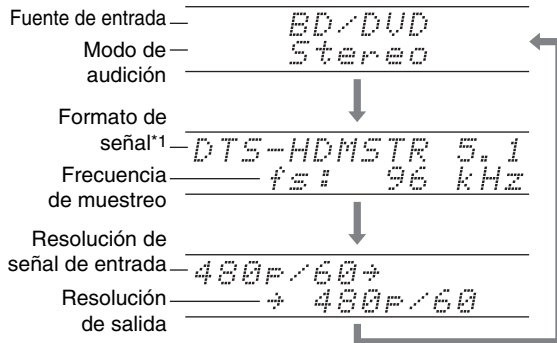 Fuente de entrada
BD/DVD
Modo de
audición
Stereo
Formato de
señal*1
DTS-HDMSTR 5.1
Frecuencia
de muestreo
fs: 96 kHz
Resolución de
señal de entrada
480p/60→
Resolución
de salida
→ 480p/60